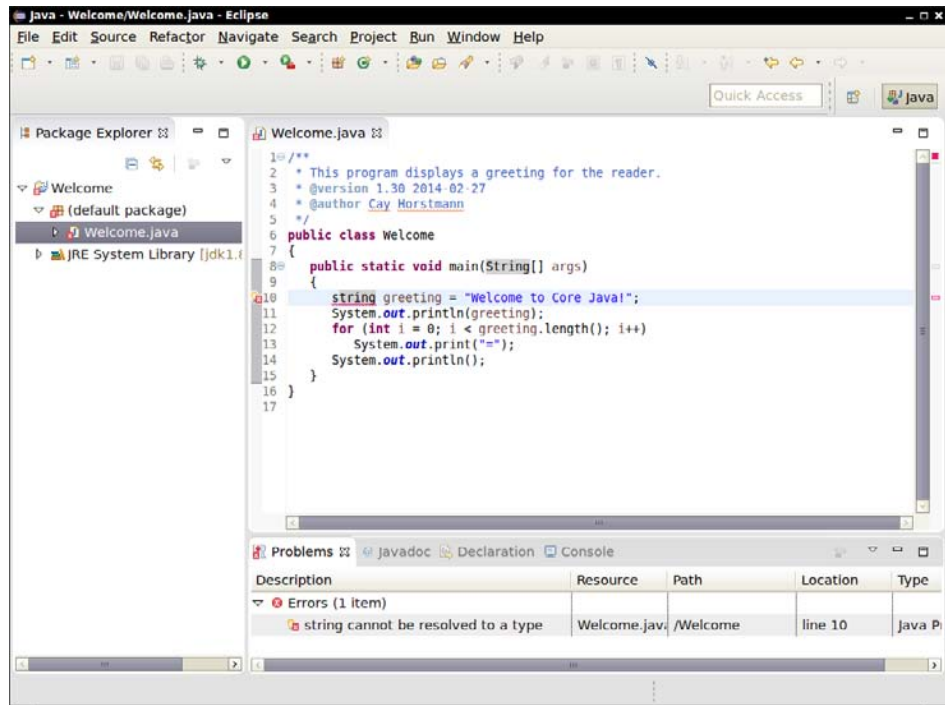 Java - Welcome/Welcome.java - Eclipse
File Edit Source Refactor Navigate Search Project Run Window Help
Quick Access
Java
Package Explorer
Welcome
(default package)
Welcome.java
JRE System Library [jdk1.8
Welcome.java
1 /**
2 * This program displays a greeting for the reader.
3 * @version 1.30 2014-02-27
4 * @author Cay Horstmann
5 */
6 public class Welcome
7 {
8 public static void main(String[] args)
9 {
10 string greeting = "Welcome to Core Java!";
11 System.out.println(greeting);
12 for (int i = 0; i < greeting.length(); i++)
13 System.out.print("=");
14 System.out.println();
15 }
16 }
17
Problems Javadoc Declaration Console
Description Resource Path Location Type
Errors (1 item)
string cannot be resolved to a type Welcome.java /Welcome line 10 Java P